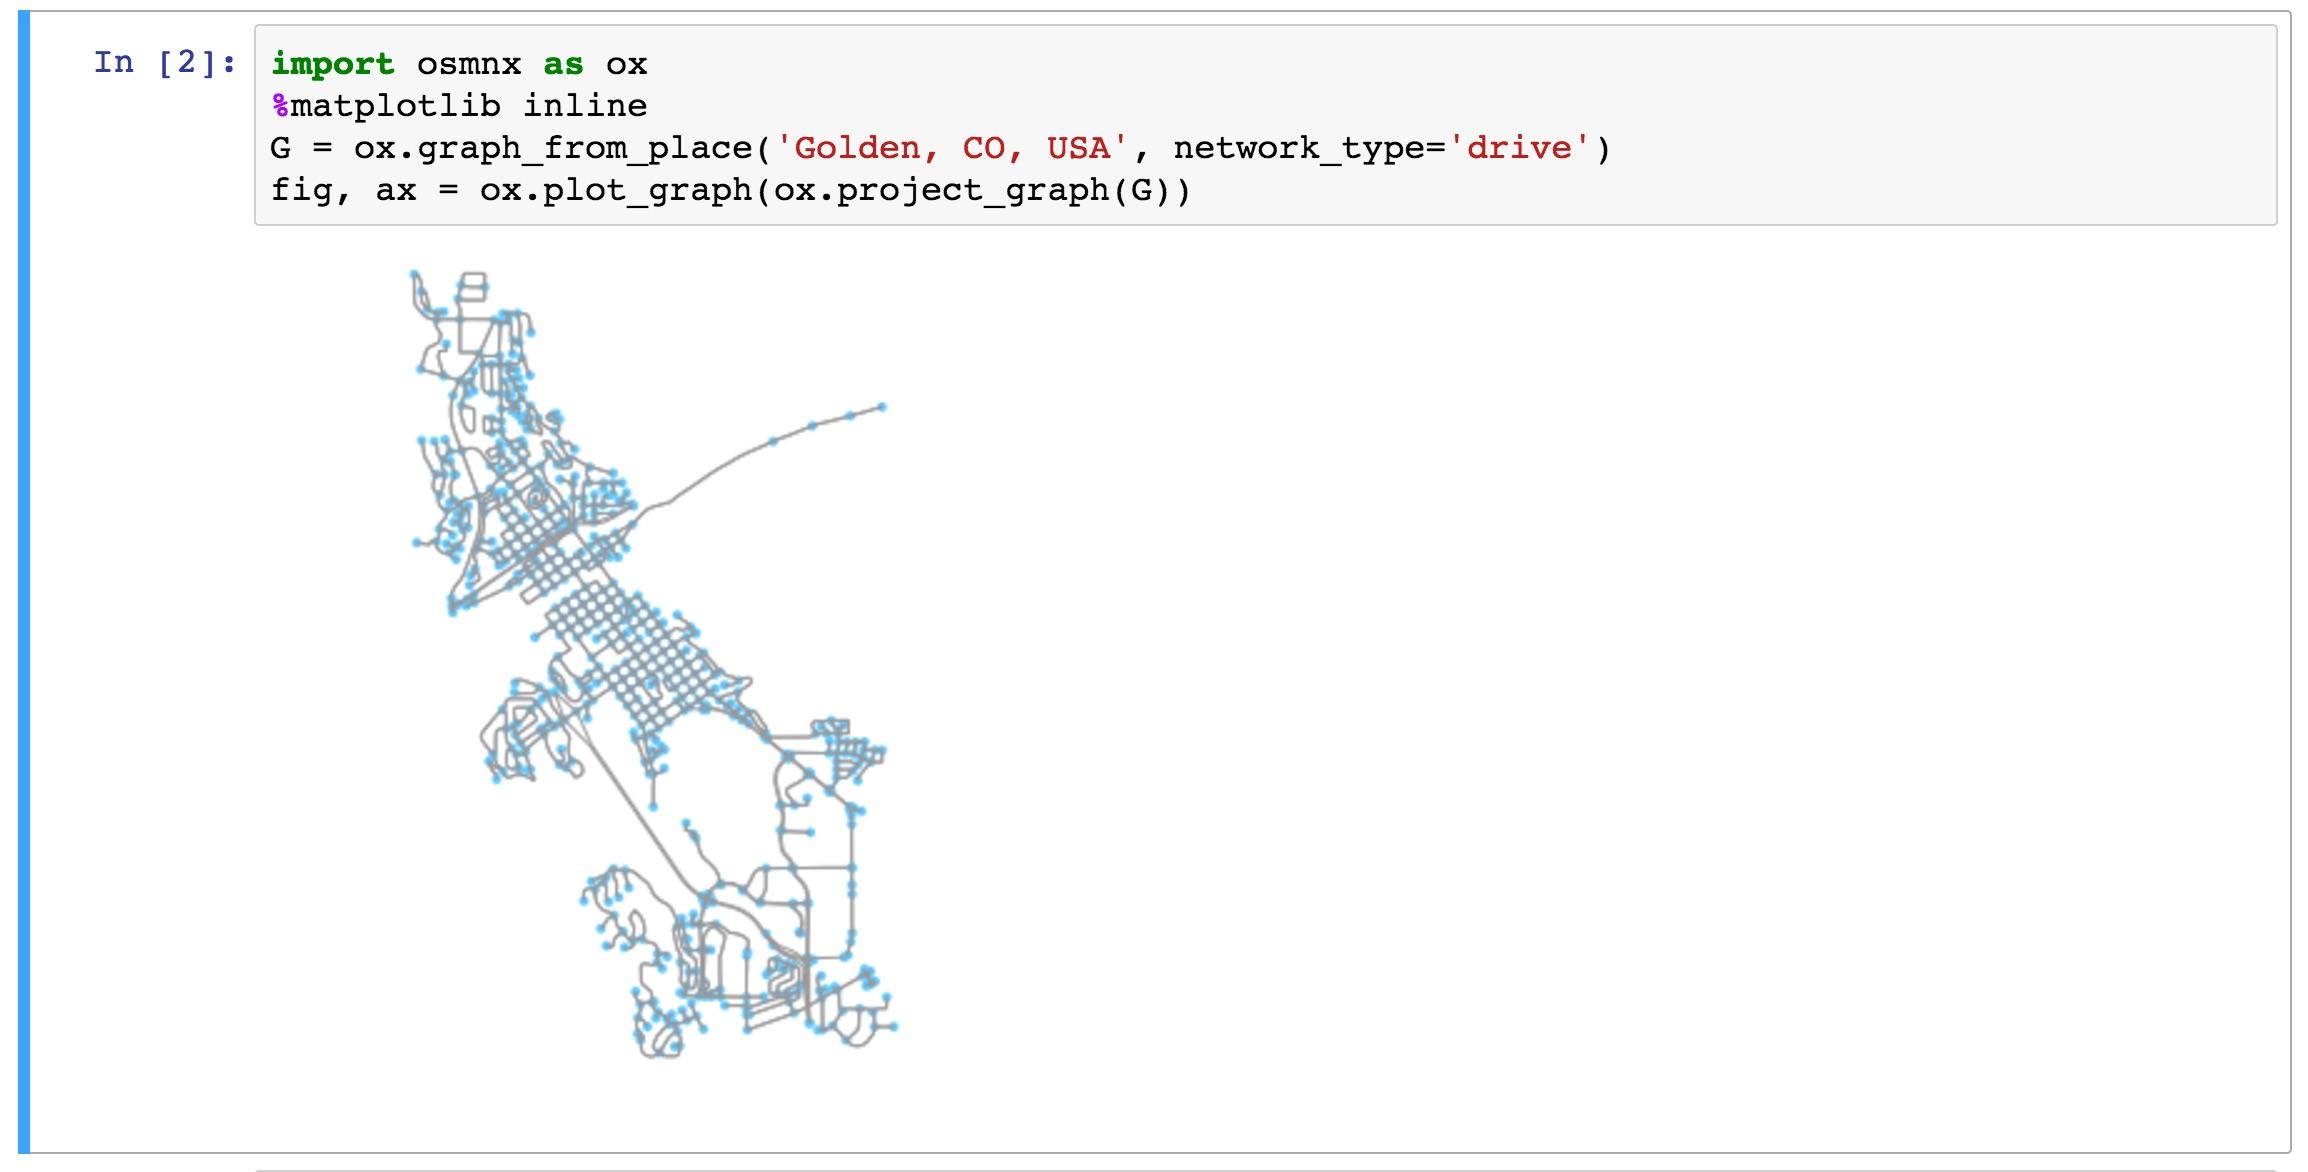 In [2]:
import osmnx as ox
%matplotlib inline
G = ox.graph_from_place('Golden, CO, USA', network_type='drive')
fig, ax = ox.plot_graph(ox.project_graph(G))